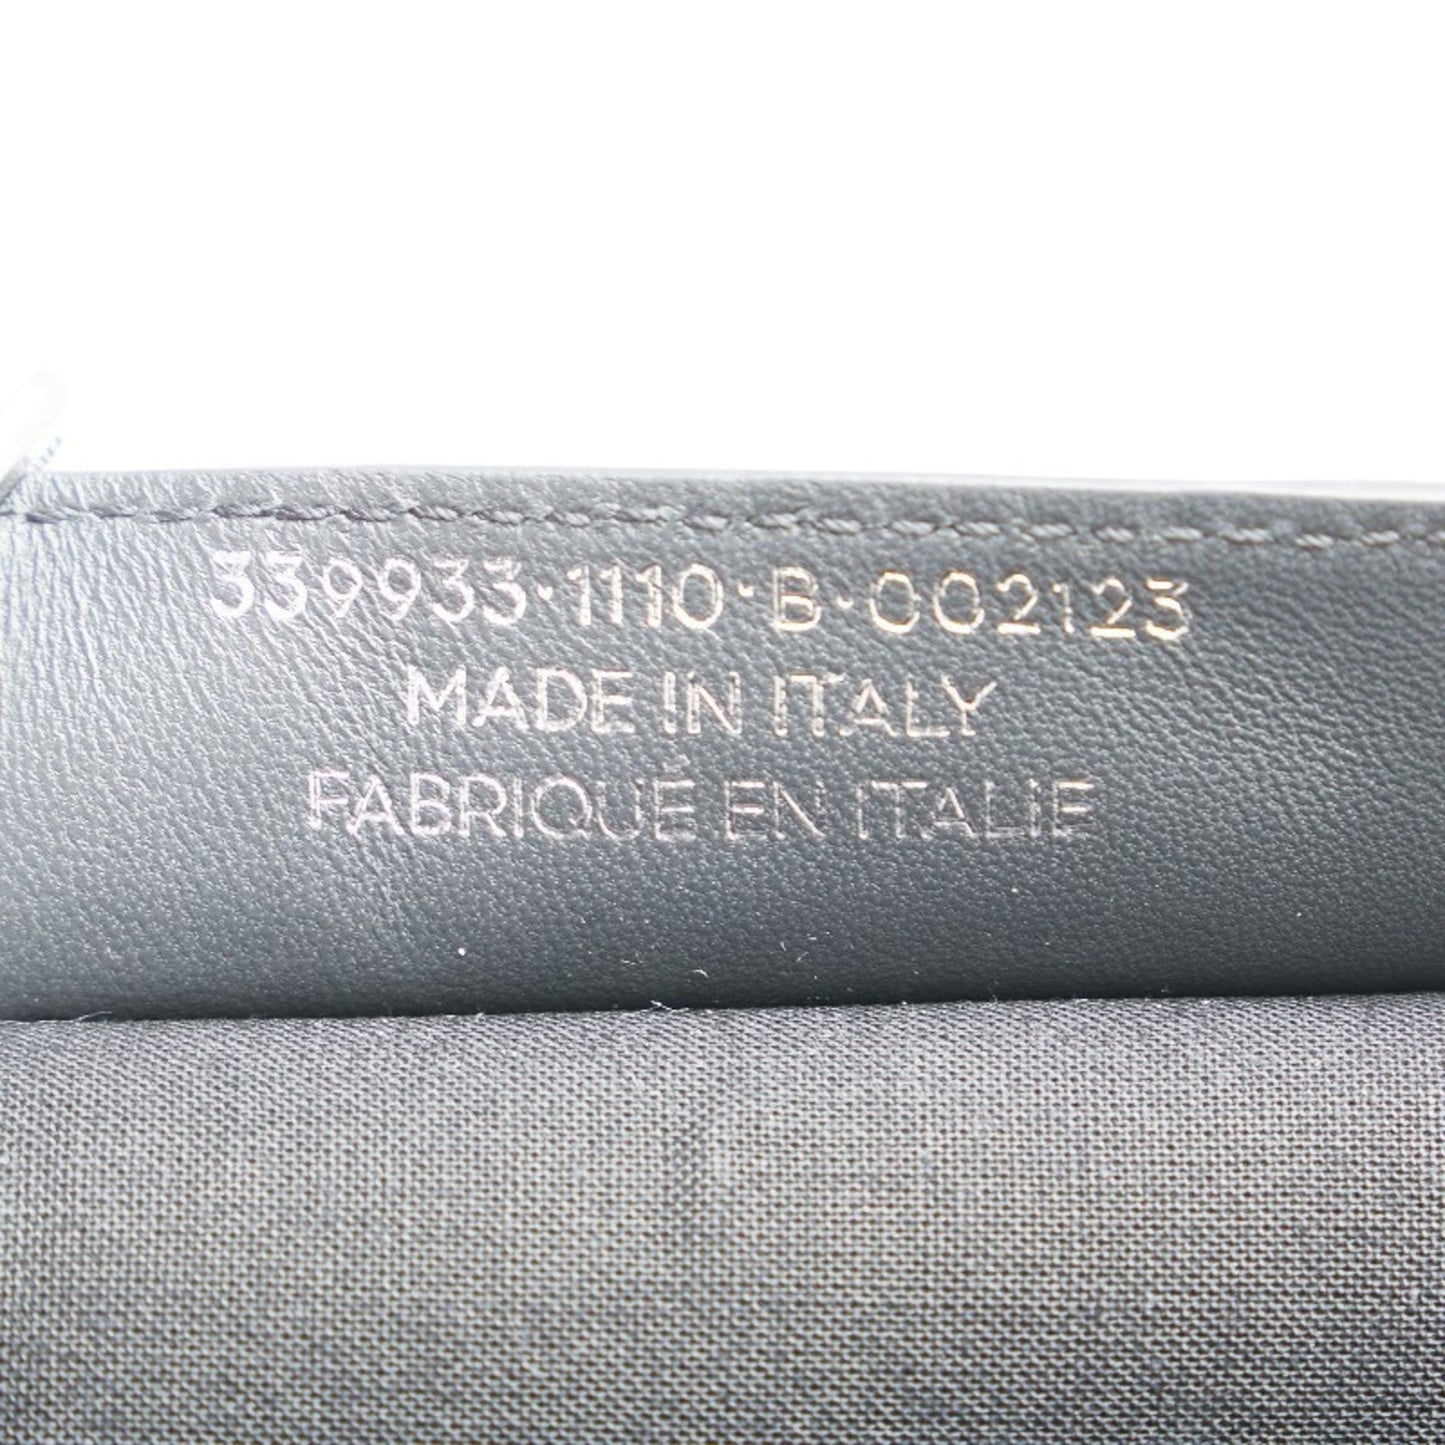 339933·1110·B·002123
MADE IN ITALY
FABRIQUÉ EN ITALIE